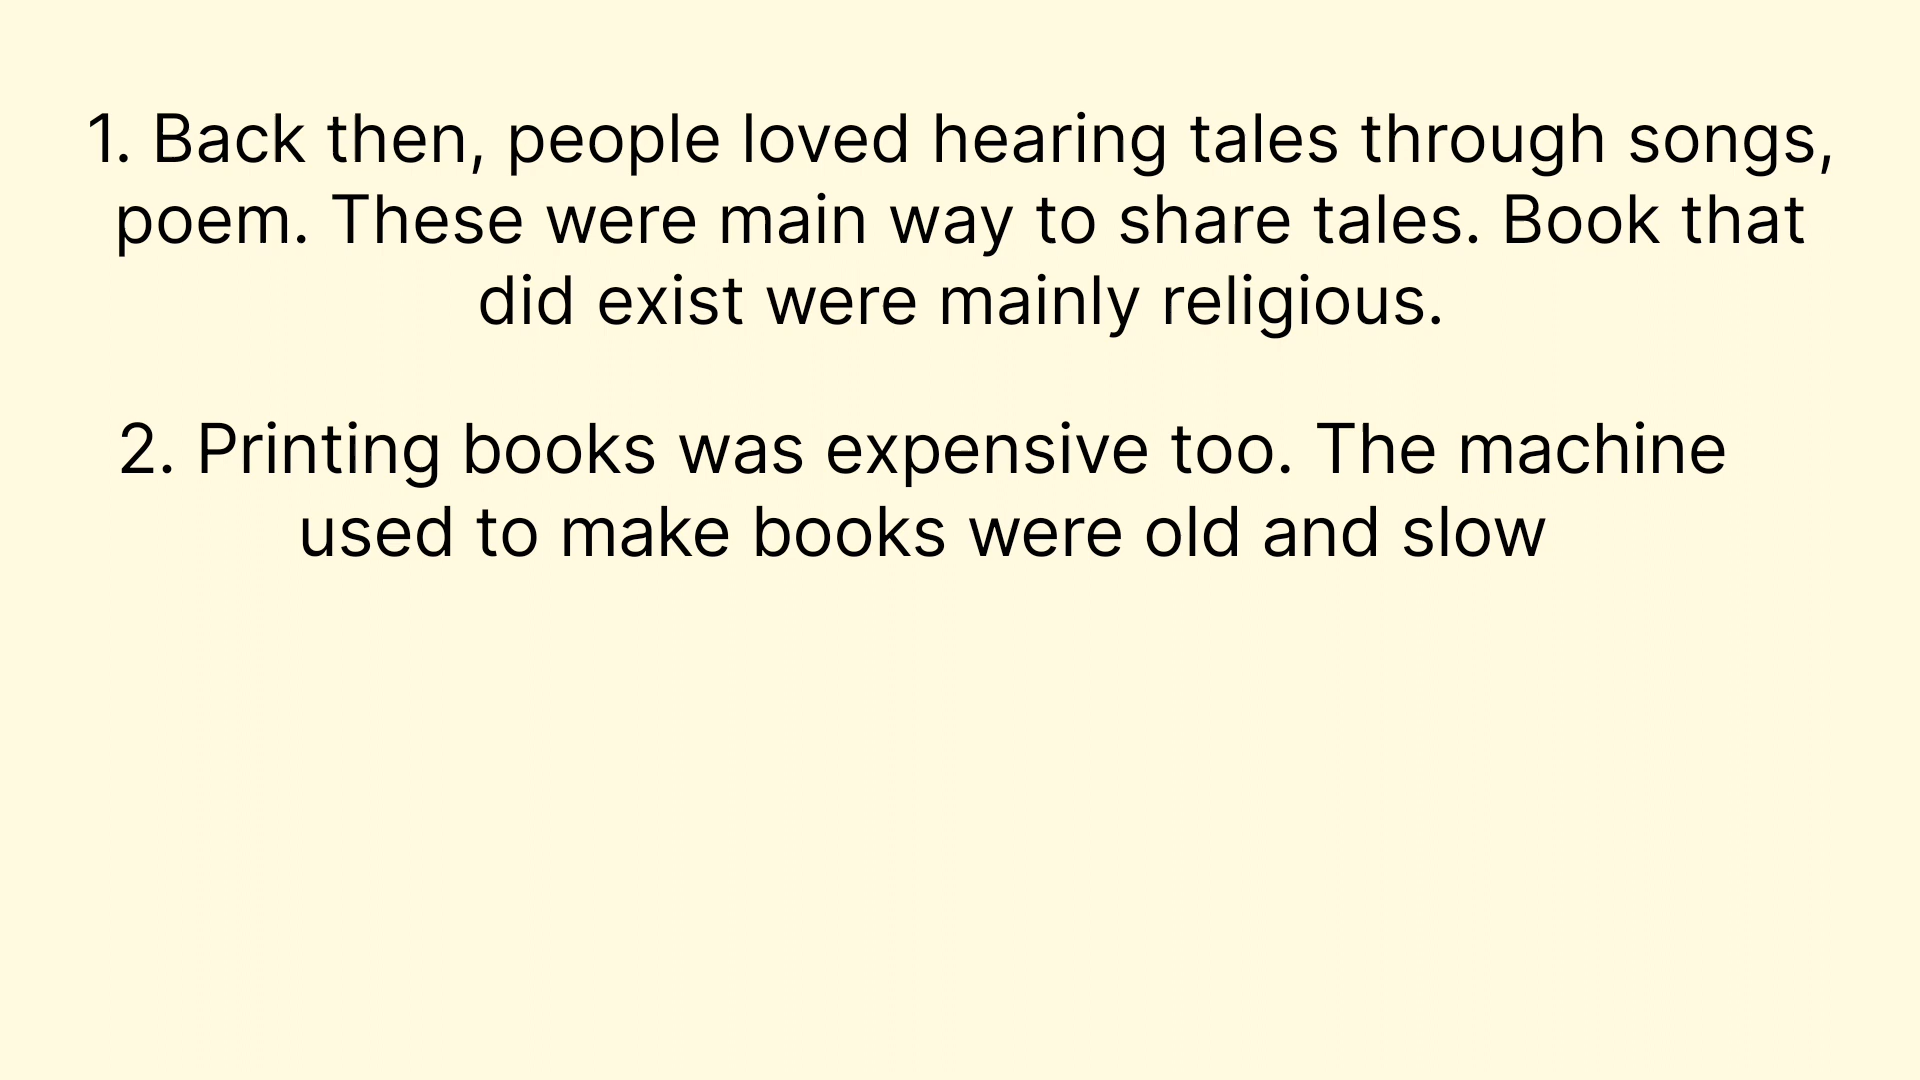 1. Back then, people loved hearing tales through songs,
poem. These were main way to share tales. Book that
did exist were mainly religious.
2. Printing books was expensive too. The machine
used to make books were old and slow